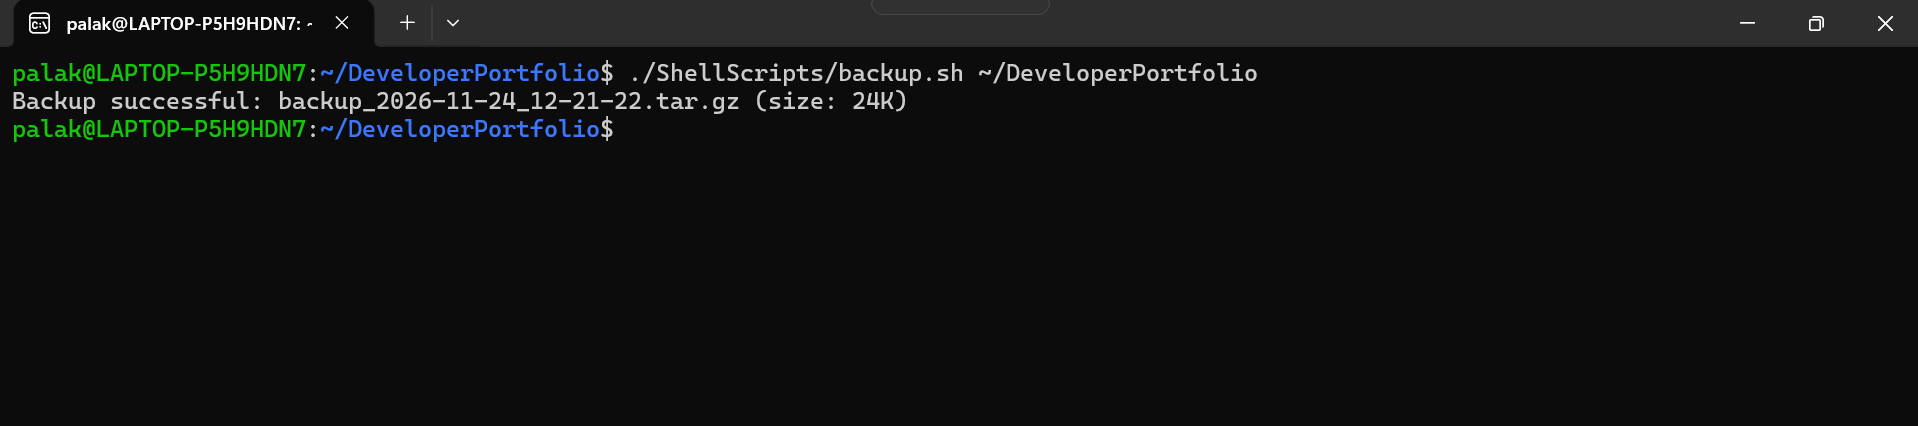 palak@LAPTOP-P5H9HDN7: ~
palak@LAPTOP-P5H9HDN7:~/DeveloperPortfolio$ ./ShellScripts/backup.sh ~/DeveloperPortfolio
Backup successful: backup_2026-11-24_12-21-22.tar.gz (size: 24K)
palak@LAPTOP-P5H9HDN7:~/DeveloperPortfolio$